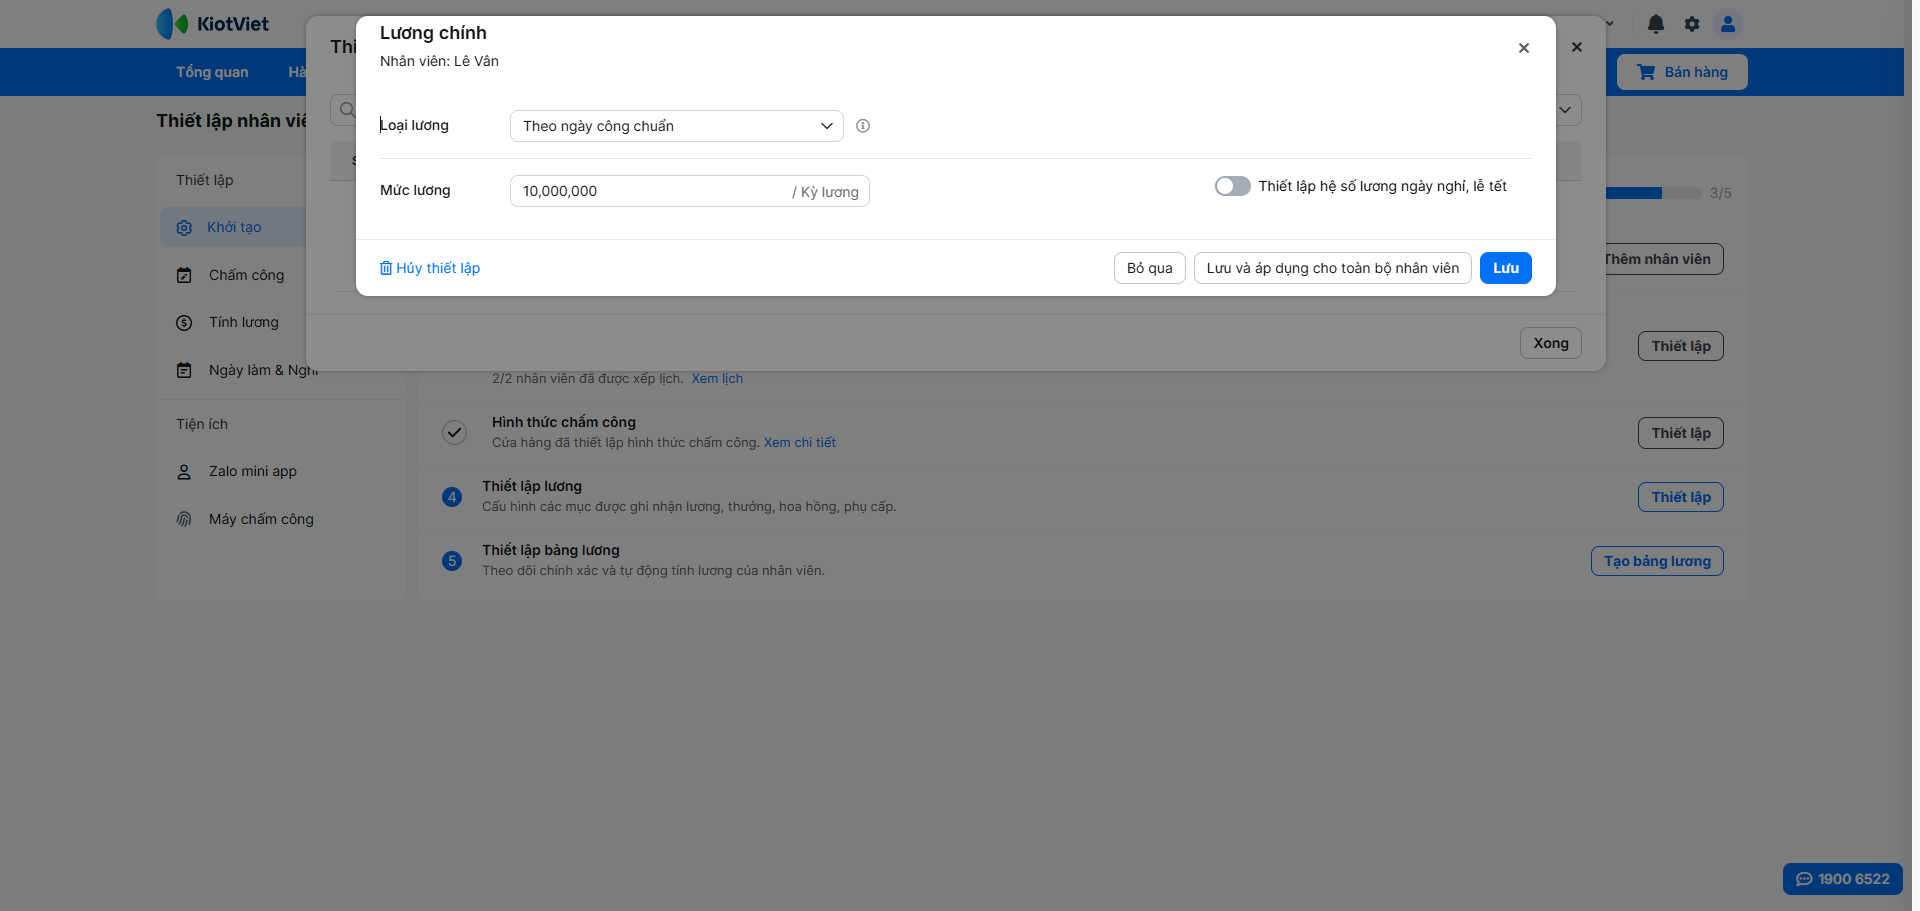 KiotViet
Tổng quan
Bán hàng
Lương chính
Nhân viên: Lê Vân
Loại lương
Theo ngày công chuẩn
Mức lương
10,000,000
/ Kỳ lương
Thiết lập hệ số lương ngày nghỉ, lễ tết
Hủy thiết lập
Bỏ qua
Lưu và áp dụng cho toàn bộ nhân viên
Lưu
Xong
Thiết lập
Khởi tạo
Chấm công
Tính lương
Ngày làm & Nghỉ
Tiện ích
Zalo mini app
Máy chấm công
3/5
Thêm nhân viên
Thiết lập
2/2 nhân viên đã được xếp lịch. Xem lịch
Hình thức chấm công
Cửa hàng đã thiết lập hình thức chấm công. Xem chi tiết
Thiết lập
4
Thiết lập lương
Cấu hình các mục được ghi nhận lương, thưởng, hoa hồng, phụ cấp.
Thiết lập
5
Thiết lập bảng lương
Theo dõi chính xác và tự động tính lương của nhân viên.
Tạo bảng lương
1900 6522